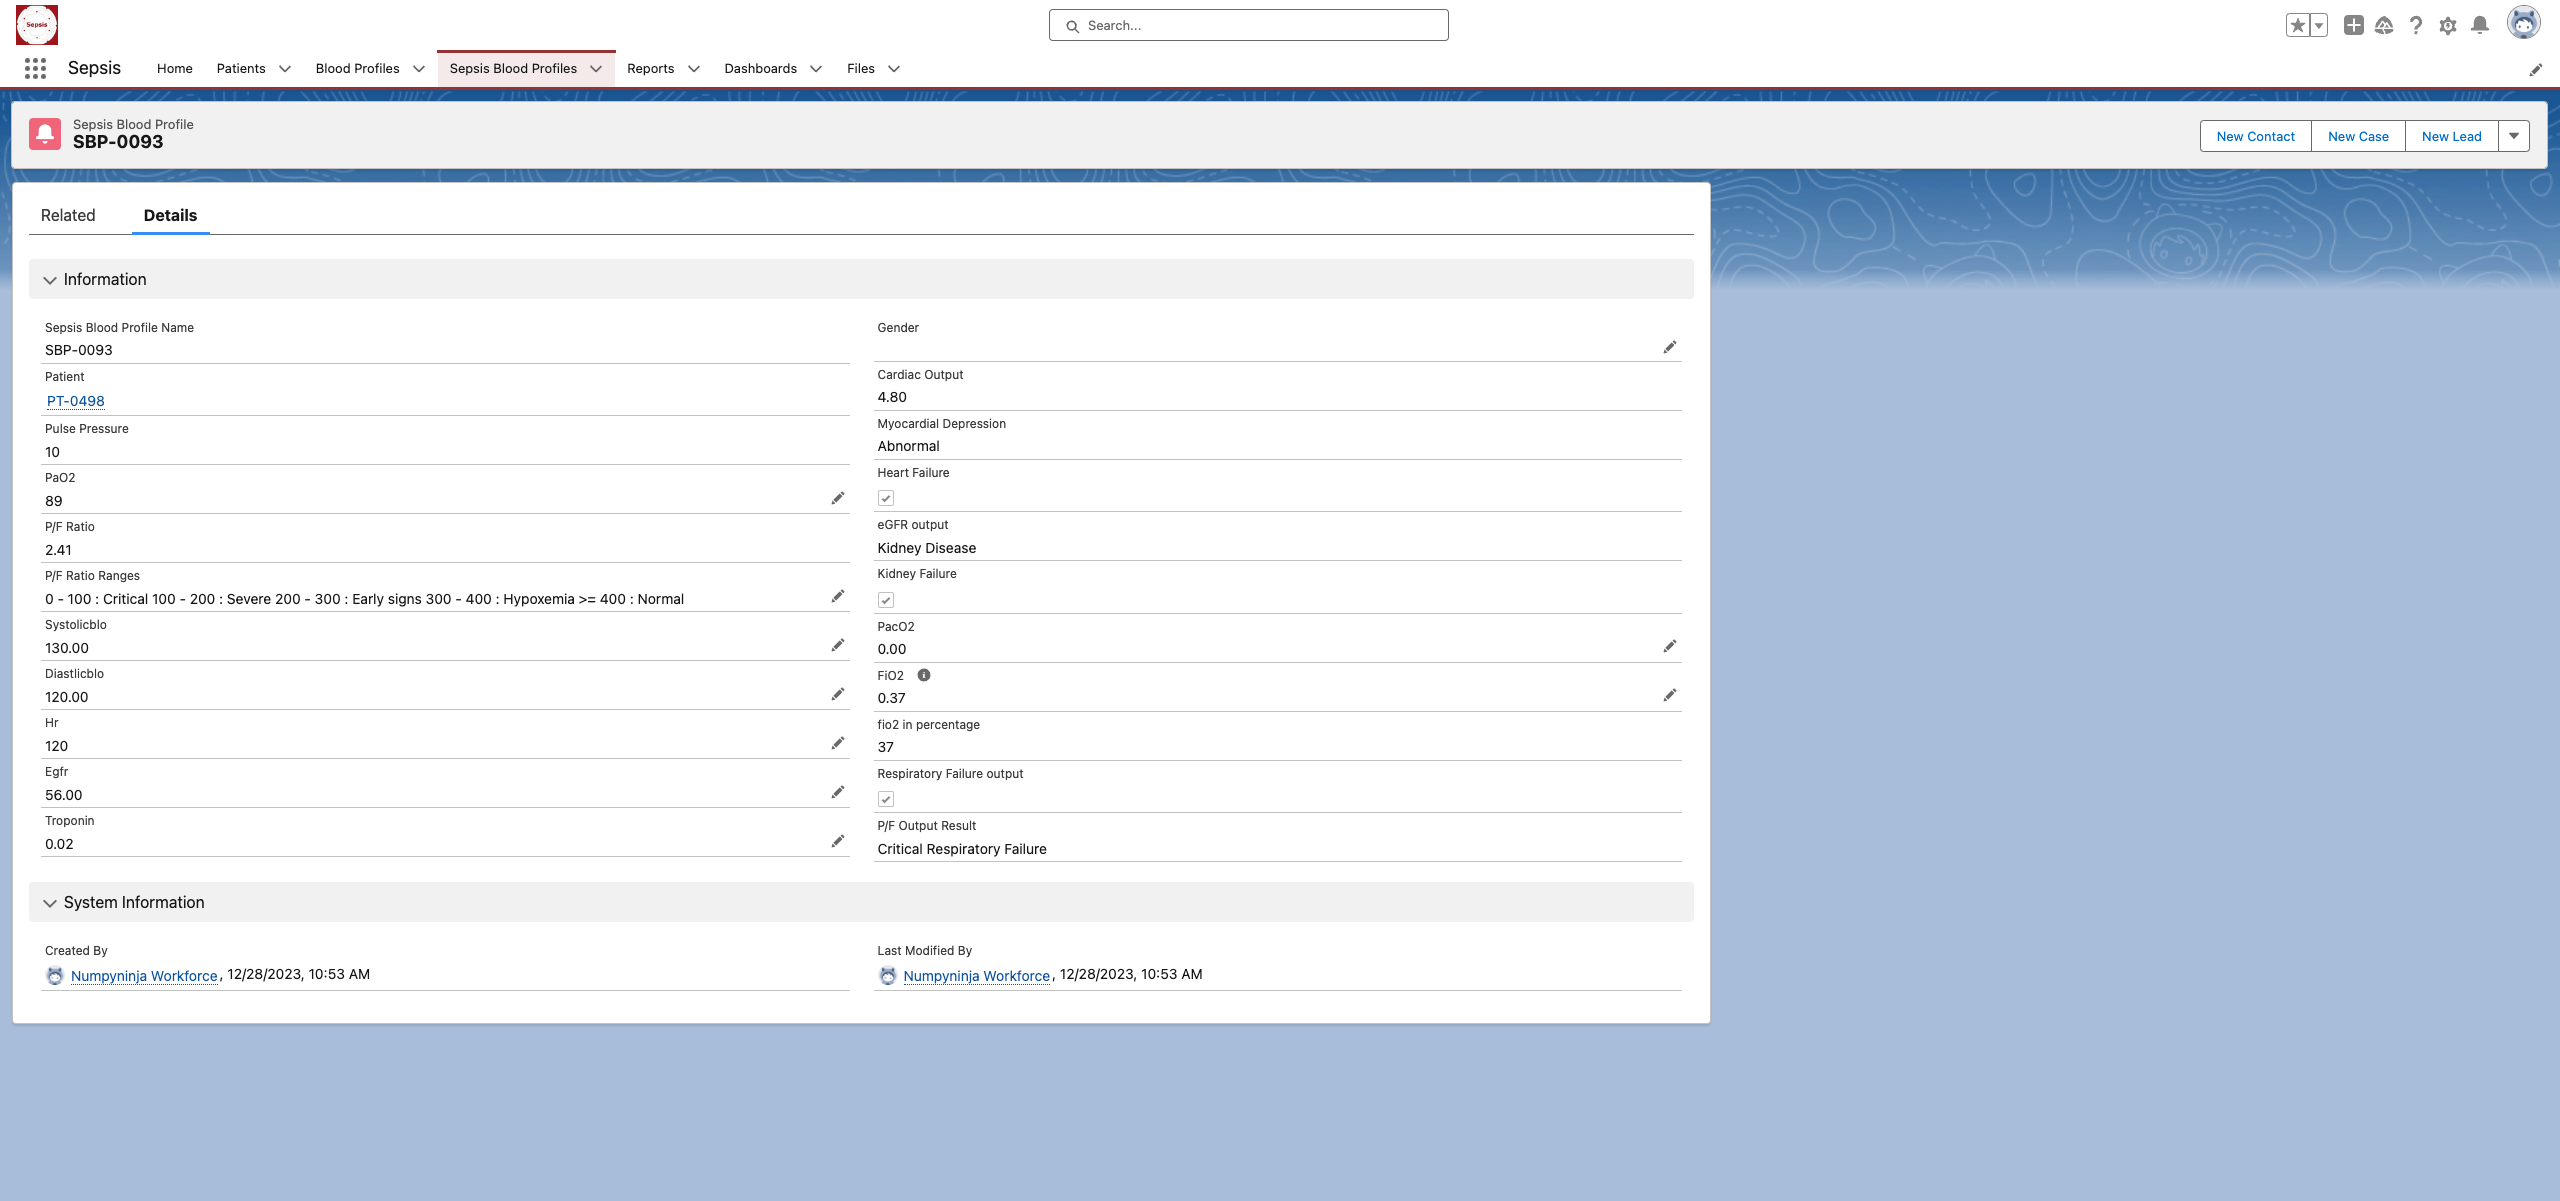 Sepsis
Search...
Sepsis
Home
Patients
Blood Profiles
Sepsis Blood Profiles
Reports
Dashboards
Files
Sepsis Blood Profile
SBP-0093
New Contact
New Case
New Lead
Related
Details
Information
Sepsis Blood Profile Name
SBP-0093
Patient
PT-0498
Pulse Pressure
10
PaO2
89
P/F Ratio
2.41
P/F Ratio Ranges
0 - 100 : Critical 100 - 200 : Severe 200 - 300 : Early signs 300 - 400 : Hypoxemia >= 400 : Normal
Systolicblo
130.00
Diastlicblo
120.00
Hr
120
Egfr
56.00
Troponin
0.02
Gender
Cardiac Output
4.80
Myocardial Depression
Abnormal
Heart Failure
eGFR output
Kidney Disease
Kidney Failure
PacO2
0.00
FiO2
0.37
fio2 in percentage
37
Respiratory Failure output
P/F Output Result
Critical Respiratory Failure
System Information
Created By
Numpyninja Workforce, 12/28/2023, 10:53 AM
Last Modified By
Numpyninja Workforce, 12/28/2023, 10:53 AM